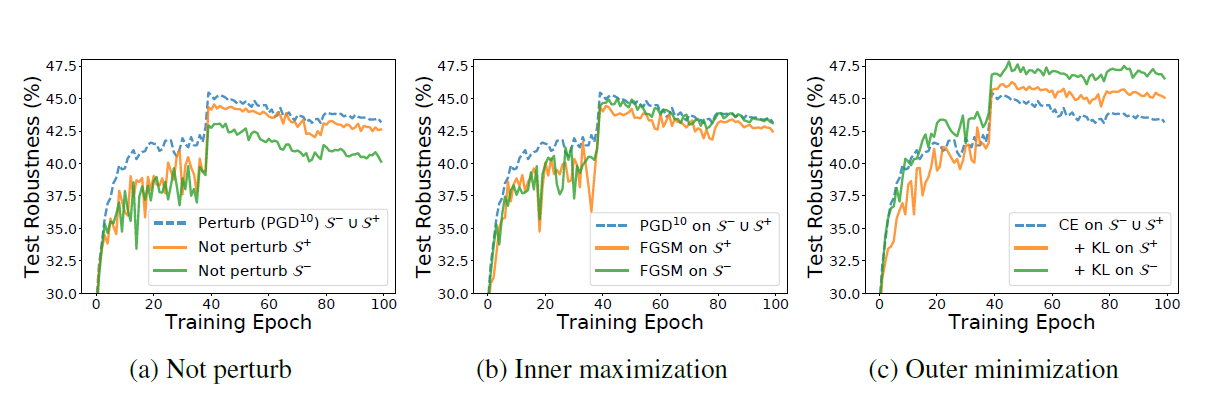 47.5
45.0
42.5
40.0
37.5
35.0
32.5
30.0
Test Robustness (%)
Perturb (PGD¹⁰) 𝒮⁻ ∪ 𝒮⁺
Not perturb 𝒮⁺
Not perturb 𝒮⁻
0 20 40 60 80 100
Training Epoch
(a) Not perturb
47.5
45.0
42.5
40.0
37.5
35.0
32.5
30.0
Test Robustness (%)
PGD¹⁰ on 𝒮⁻ ∪ 𝒮⁺
FGSM on 𝒮⁺
FGSM on 𝒮⁻
0 20 40 60 80 100
Training Epoch
(b) Inner maximization
47.5
45.0
42.5
40.0
37.5
35.0
32.5
30.0
Test Robustness (%)
CE on 𝒮⁻ ∪ 𝒮⁺
+ KL on 𝒮⁺
+ KL on 𝒮⁻
0 20 40 60 80 100
Training Epoch
(c) Outer minimization